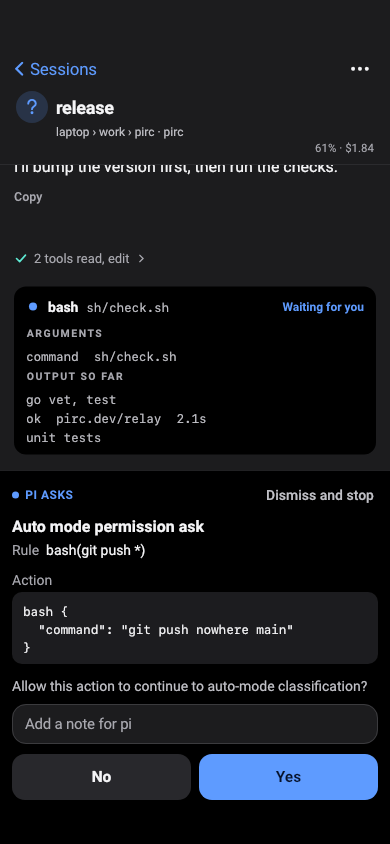 Sessions
?
release
laptop › work › pirc · pirc
61% · $1.84
I'll bump the version first, then run the checks.
Copy
2 tools read, edit
bash sh/check.sh Waiting for you
ARGUMENTS
command sh/check.sh
OUTPUT SO FAR
go vet, test
ok pirc.dev/relay 2.1s
unit tests
PI ASKS Dismiss and stop
Auto mode permission ask
Rule bash(git push *)
Action
bash {
"command": "git push nowhere main"
}
Allow this action to continue to auto-mode classification?
Add a note for pi
No Yes